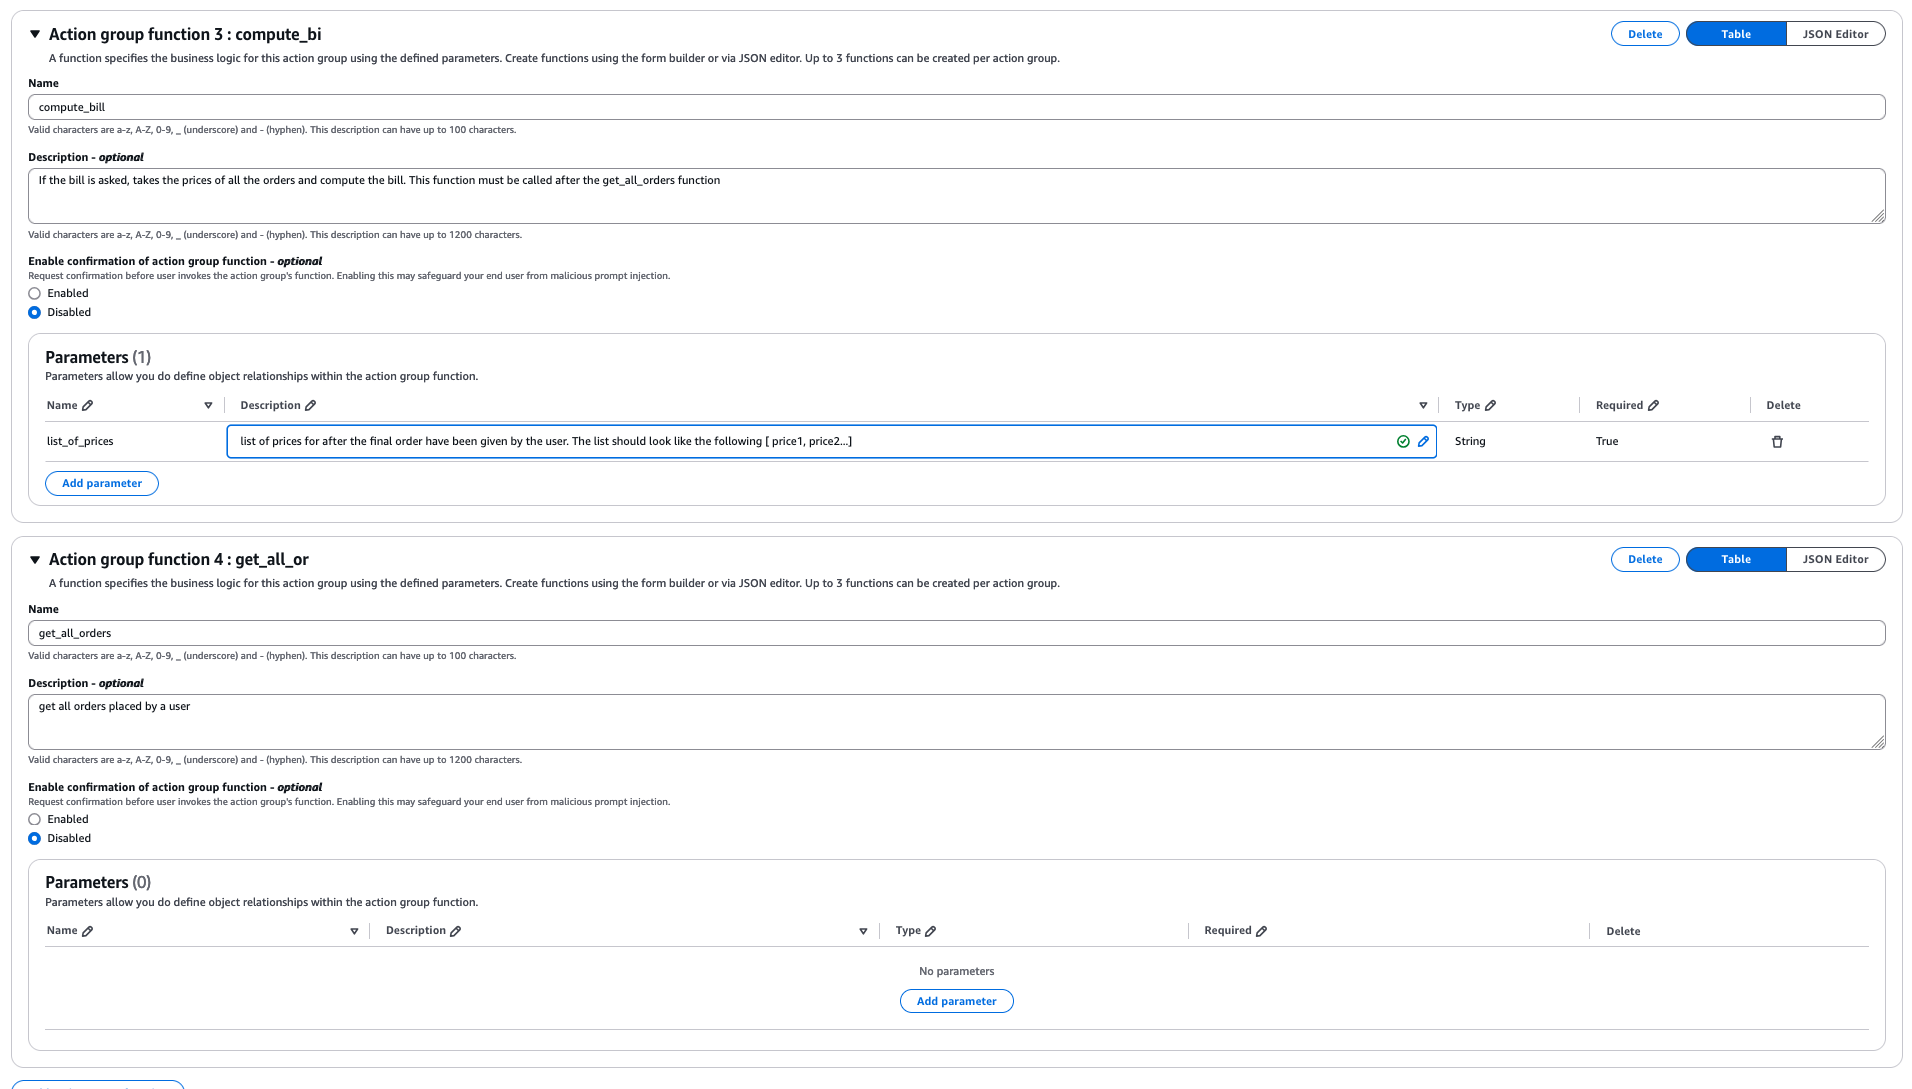 Action group function 3 : compute_bi
Delete
Table
JSON Editor
A function specifies the business logic for this action group using the defined parameters. Create functions using the form builder or via JSON editor. Up to 3 functions can be created per action group.
Name
compute_bill
Valid characters are a-z, A-Z, 0-9, _ (underscore) and - (hyphen). This description can have up to 100 characters.
Description - optional
If the bill is asked, takes the prices of all the orders and compute the bill. This function must be called after the get_all_orders function
Valid characters are a-z, A-Z, 0-9, _ (underscore) and - (hyphen). This description can have up to 1200 characters.
Enable confirmation of action group function - optional
Request confirmation before user invokes the action group's function. Enabling this may safeguard your end user from malicious prompt injection.
Enabled
Disabled
Parameters (1)
Parameters allow you do define object relationships within the action group function.
Name Description Type Required Delete
list_of_prices list of prices for after the final order have been given by the user. The list should look like the following [ price1, price2...] String True
Add parameter
Action group function 4 : get_all_or
Delete
Table
JSON Editor
A function specifies the business logic for this action group using the defined parameters. Create functions using the form builder or via JSON editor. Up to 3 functions can be created per action group.
Name
get_all_orders
Valid characters are a-z, A-Z, 0-9, _ (underscore) and - (hyphen). This description can have up to 100 characters.
Description - optional
get all orders placed by a user
Valid characters are a-z, A-Z, 0-9, _ (underscore) and - (hyphen). This description can have up to 1200 characters.
Enable confirmation of action group function - optional
Request confirmation before user invokes the action group's function. Enabling this may safeguard your end user from malicious prompt injection.
Enabled
Disabled
Parameters (0)
Parameters allow you do define object relationships within the action group function.
Name Description Type Required Delete
No parameters
Add parameter